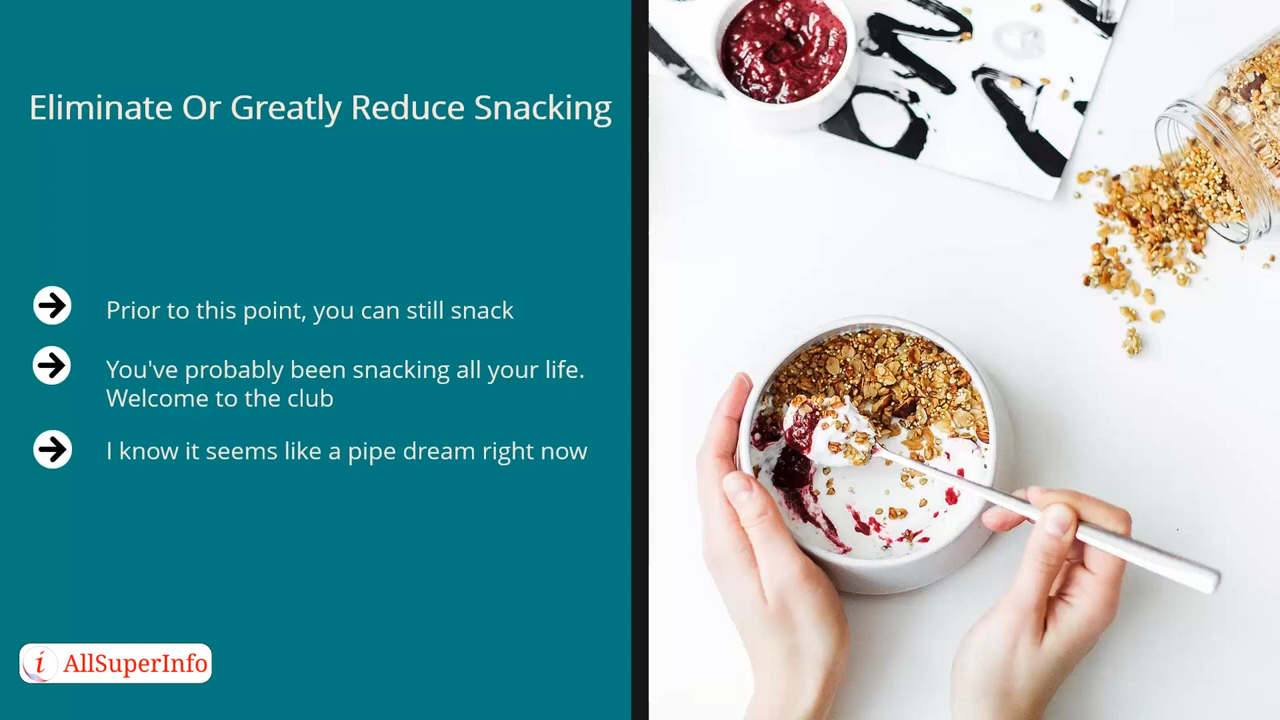 Eliminate Or Greatly Reduce Snacking
Prior to this point, you can still snack
You've probably been snacking all your life.
Welcome to the club
I know it seems like a pipe dream right now
i AllSuperInfo